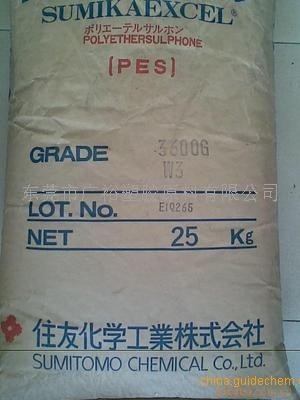 SUMIKAEXCEL®
ポリエーテルサルホン
POLYETHERSULPHONE
(PES)
GRADE 3600G
W3
LOT. No. E10265
NET 25 Kg
住友化学工業株式会社
SUMITOMO CHEMICAL Co., Ltd.
china.guidechem